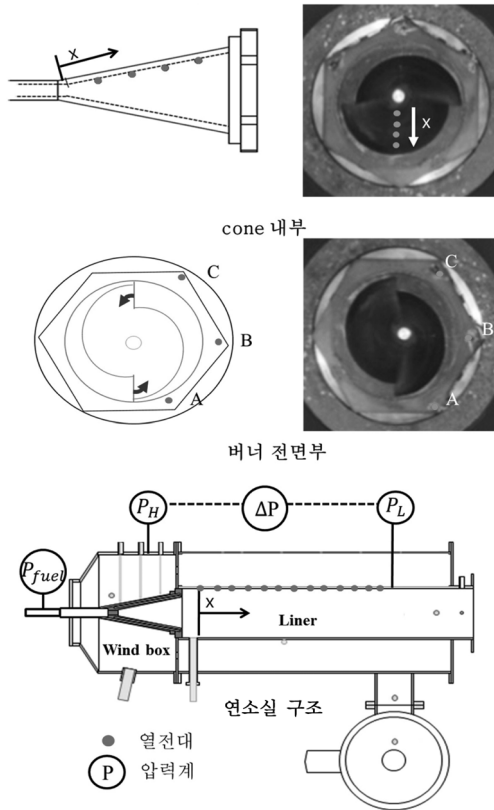 X
X
cone 내부
C
B
A
C
B
A
버너 전면부
P_H
ΔP
P_L
P_fuel
X
Liner
Wind box
연소실 구조
열전대
P 압력계